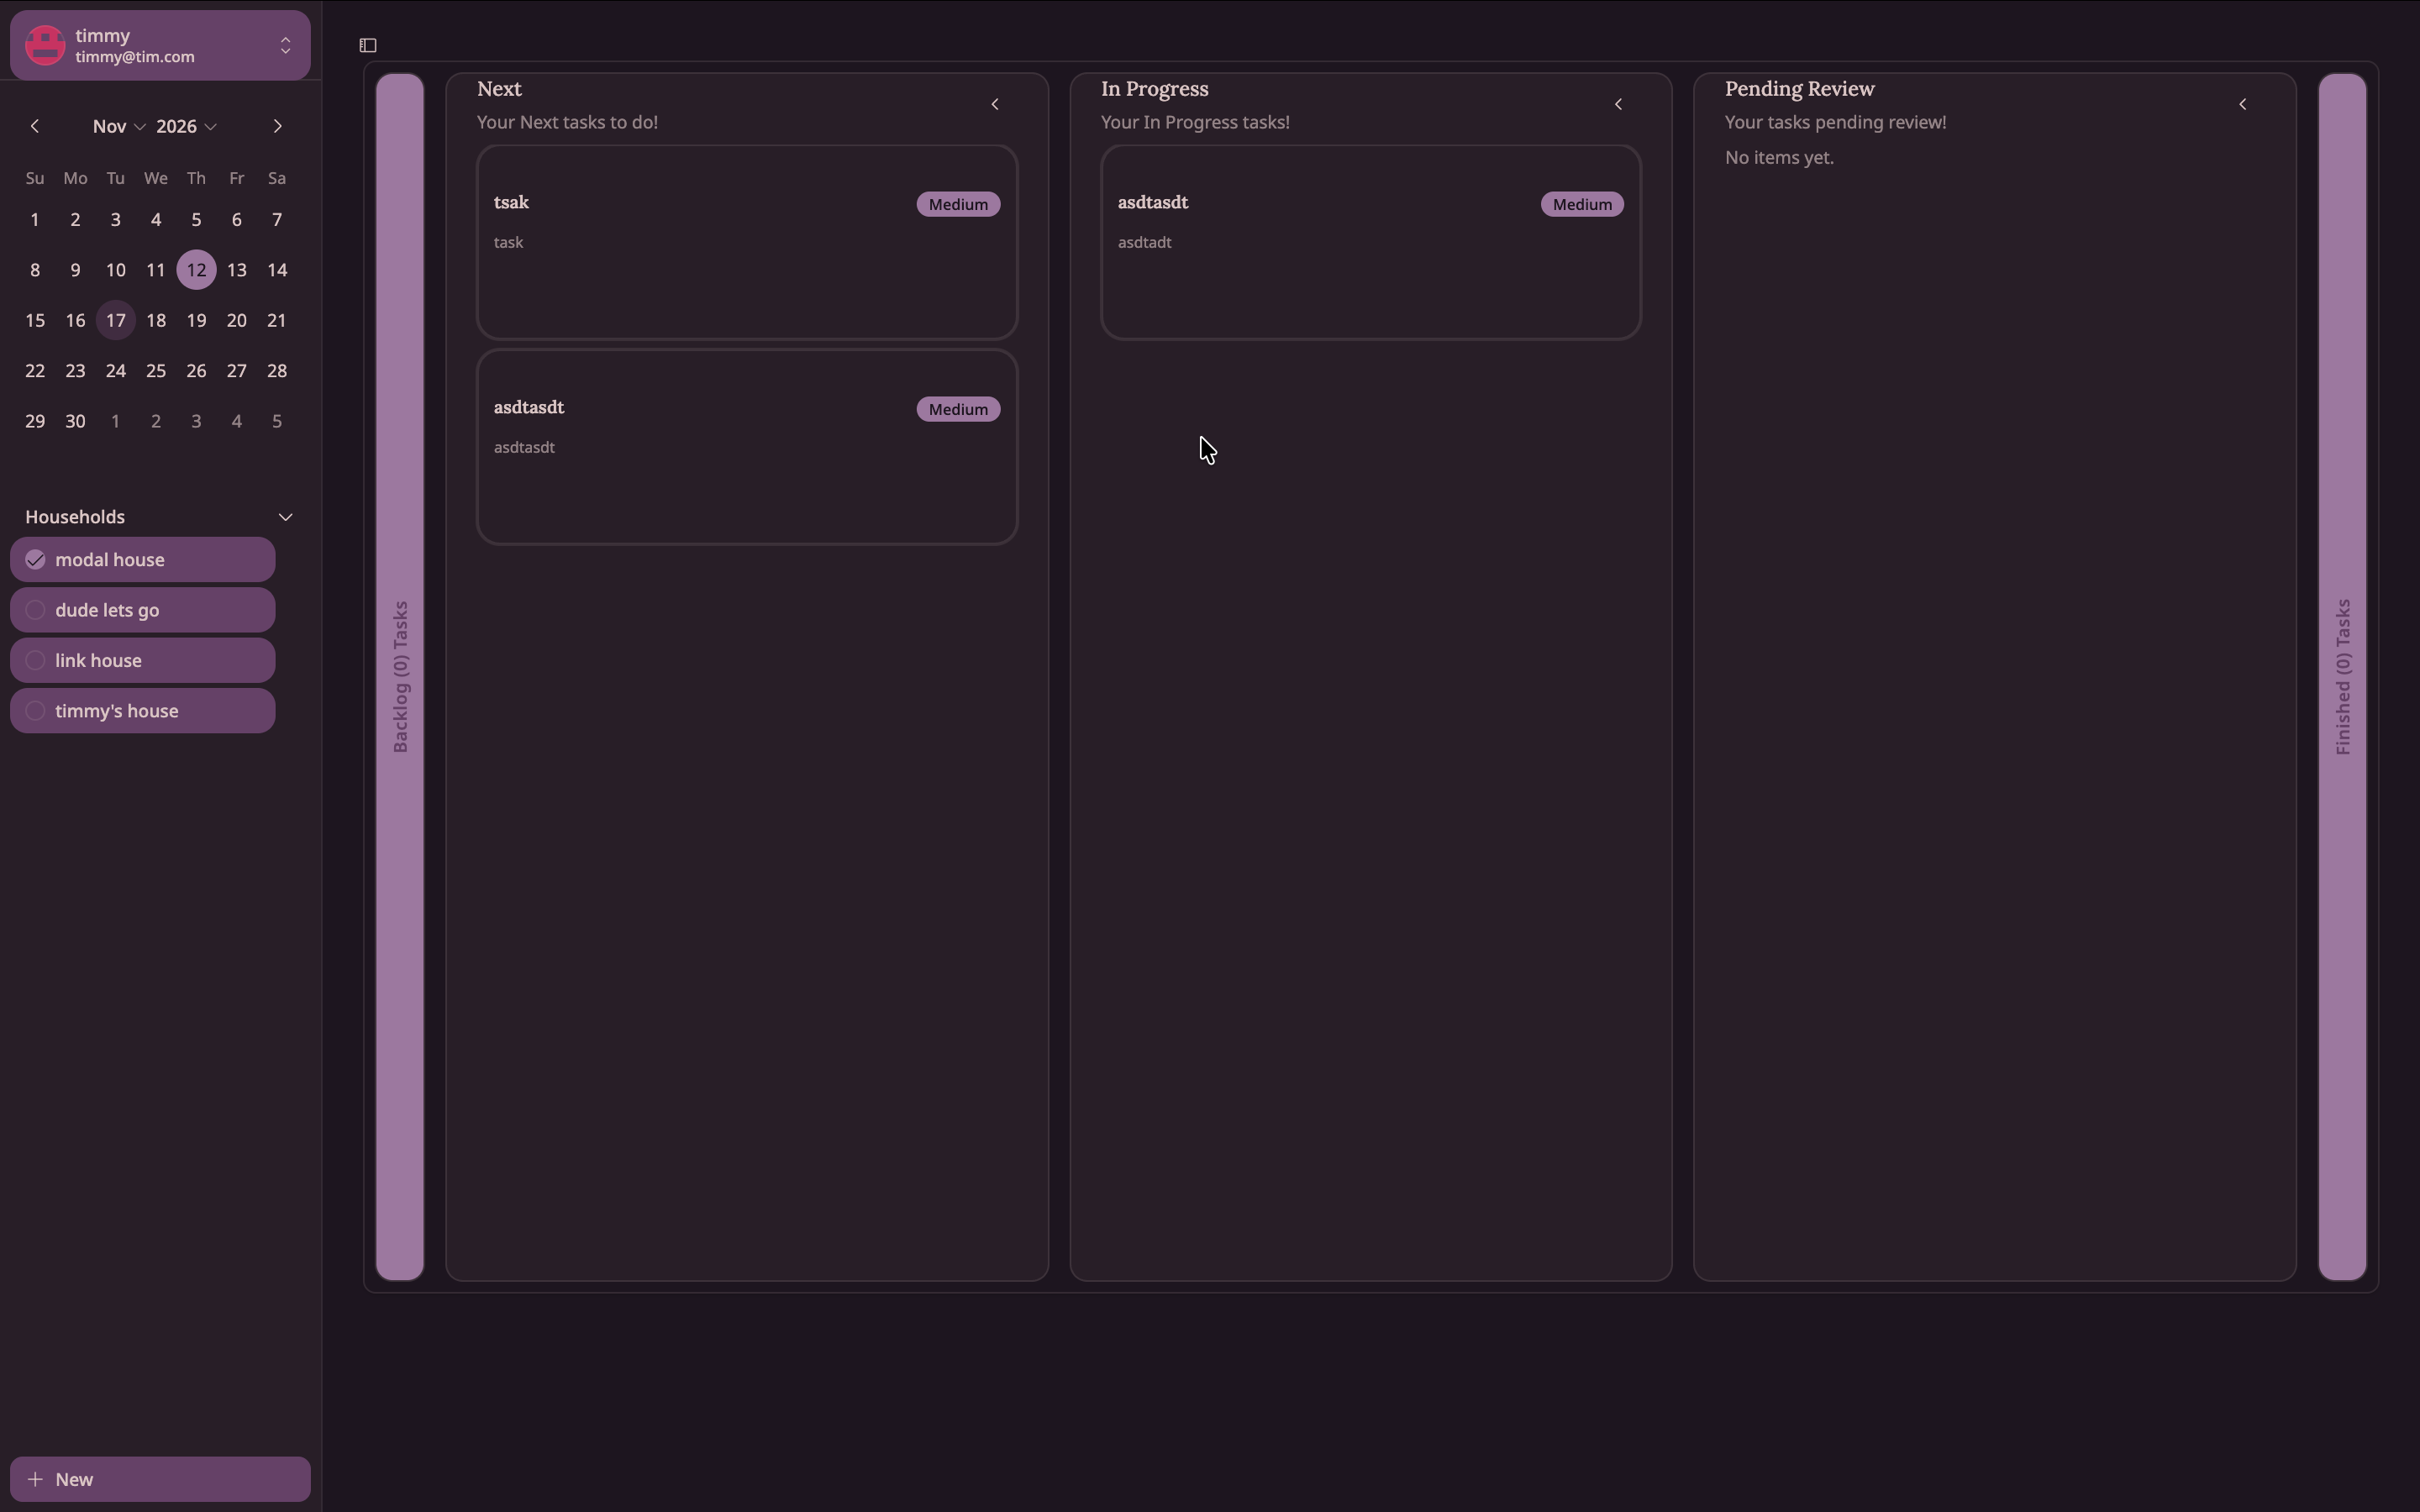 timmy
timmy@tim.com
Nov 2026
Su Mo Tu We Th Fr Sa
1 2 3 4 5 6 7
8 9 10 11 12 13 14
15 16 17 18 19 20 21
22 23 24 25 26 27 28
29 30 1 2 3 4 5
Households
modal house
dude lets go
link house
timmy's house
New
Backlog (0) Tasks
Next
Your Next tasks to do!
tsak
Medium
task
asdtasdt
Medium
asdtasdt
In Progress
Your In Progress tasks!
asdtasdt
Medium
asdtadt
Pending Review
Your tasks pending review!
No items yet.
Finished (0) Tasks